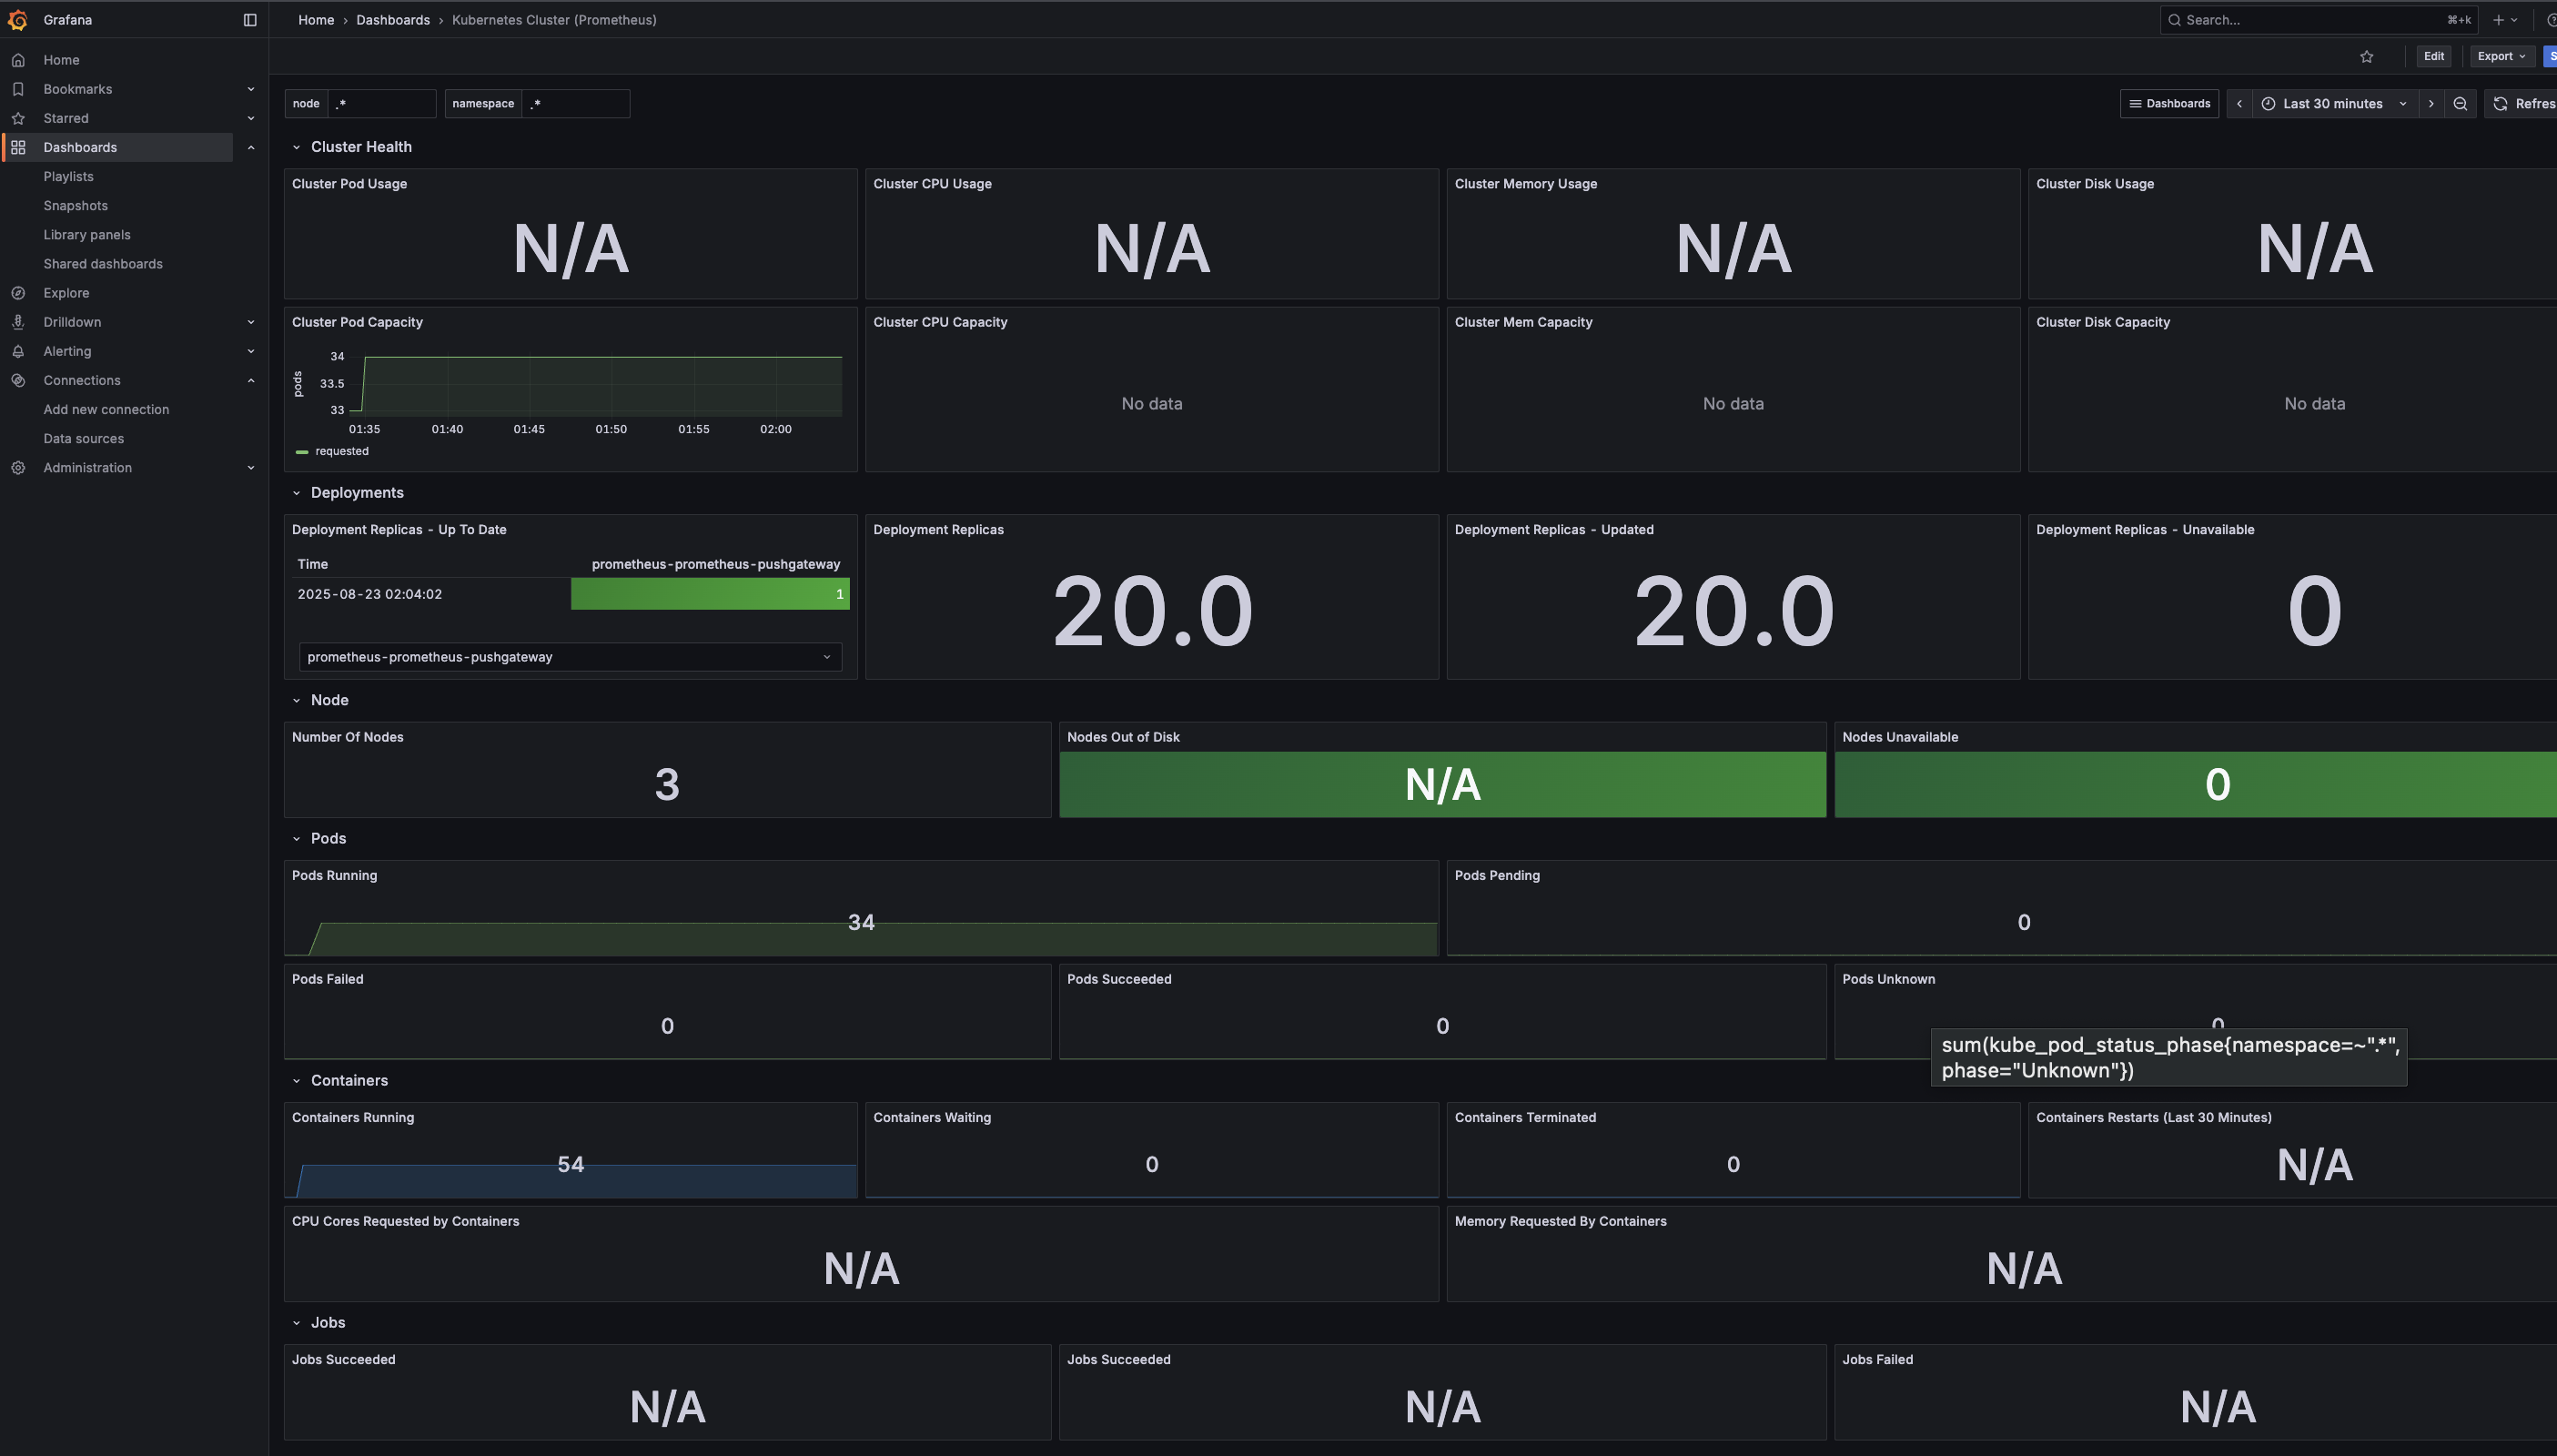 Grafana
Home › Dashboards › Kubernetes Cluster (Prometheus)
Search...
⌘+k
Home
Bookmarks
Starred
Dashboards
Playlists
Snapshots
Library panels
Shared dashboards
Explore
Drilldown
Alerting
Connections
Add new connection
Data sources
Administration
Edit
Export
node .*
namespace .*
Dashboards
Last 30 minutes
Refres
Cluster Health
Cluster Pod Usage
N/A
Cluster CPU Usage
N/A
Cluster Memory Usage
N/A
Cluster Disk Usage
N/A
Cluster Pod Capacity
pods
34
33.5
33
01:35 01:40 01:45 01:50 01:55 02:00
requested
Cluster CPU Capacity
No data
Cluster Mem Capacity
No data
Cluster Disk Capacity
No data
Deployments
Deployment Replicas - Up To Date
Time prometheus-prometheus-pushgateway
2025-08-23 02:04:02 1
prometheus-prometheus-pushgateway
Deployment Replicas
20.0
Deployment Replicas - Updated
20.0
Deployment Replicas - Unavailable
0
Node
Number Of Nodes
3
Nodes Out of Disk
N/A
Nodes Unavailable
0
Pods
Pods Running
34
Pods Pending
0
Pods Failed
0
Pods Succeeded
0
Pods Unknown
0
sum(kube_pod_status_phase{namespace=~".*",
phase="Unknown"})
Containers
Containers Running
54
Containers Waiting
0
Containers Terminated
0
Containers Restarts (Last 30 Minutes)
N/A
CPU Cores Requested by Containers
N/A
Memory Requested By Containers
N/A
Jobs
Jobs Succeeded
N/A
Jobs Succeeded
N/A
Jobs Failed
N/A